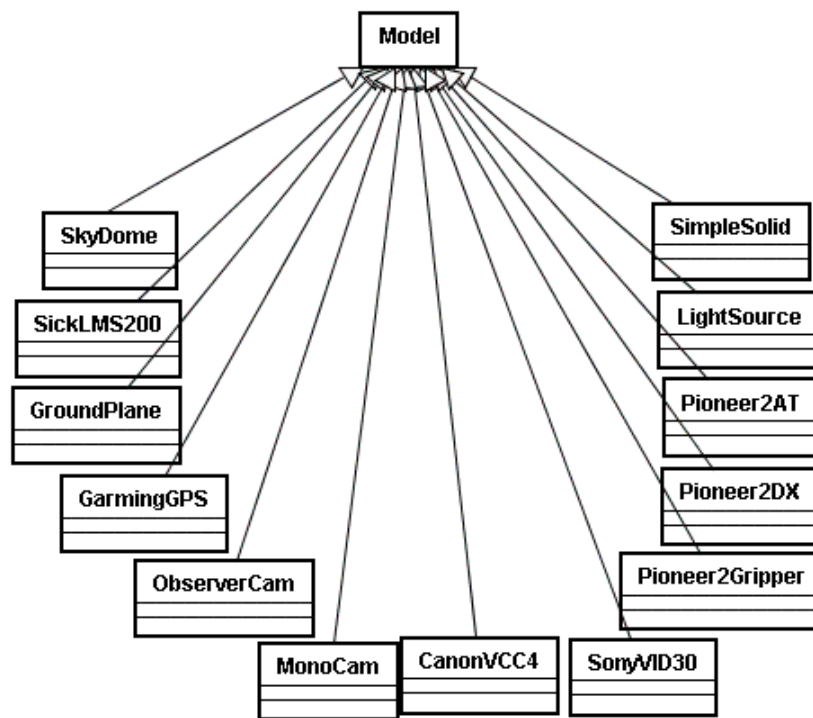 Model
SkyDome
SimpleSolid
SickLMS200
LightSource
GroundPlane
Pioneer2AT
GarmingGPS
Pioneer2DX
ObserverCam
Pioneer2Gripper
MonoCam
CanonVCC4
SonyVID30